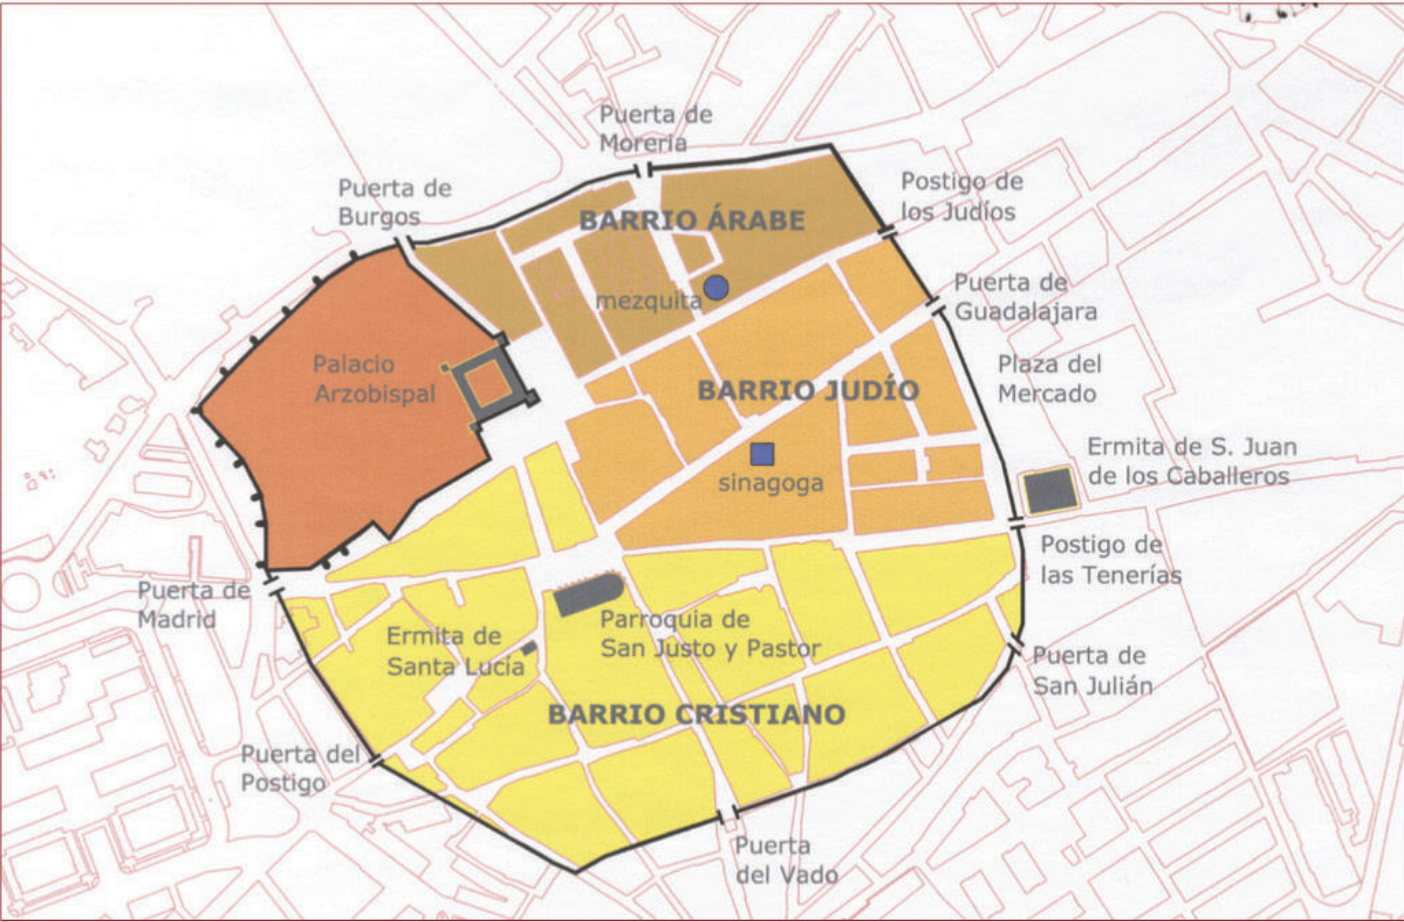 Puerta de
Morería
Puerta de
Burgos
Postigo de
los Judíos
BARRIO ÁRABE
mezquita
Puerta de
Guadalajara
Palacio
Arzobispal
BARRIO JUDÍO
Plaza del
Mercado
sinagoga
Ermita de S. Juan
de los Caballeros
Postigo de
las Tenerías
Puerta de
Madrid
Ermita de
Santa Lucía
Parroquia de
San Justo y Pastor
Puerta de
San Julián
BARRIO CRISTIANO
Puerta del
Postigo
Puerta
del Vado